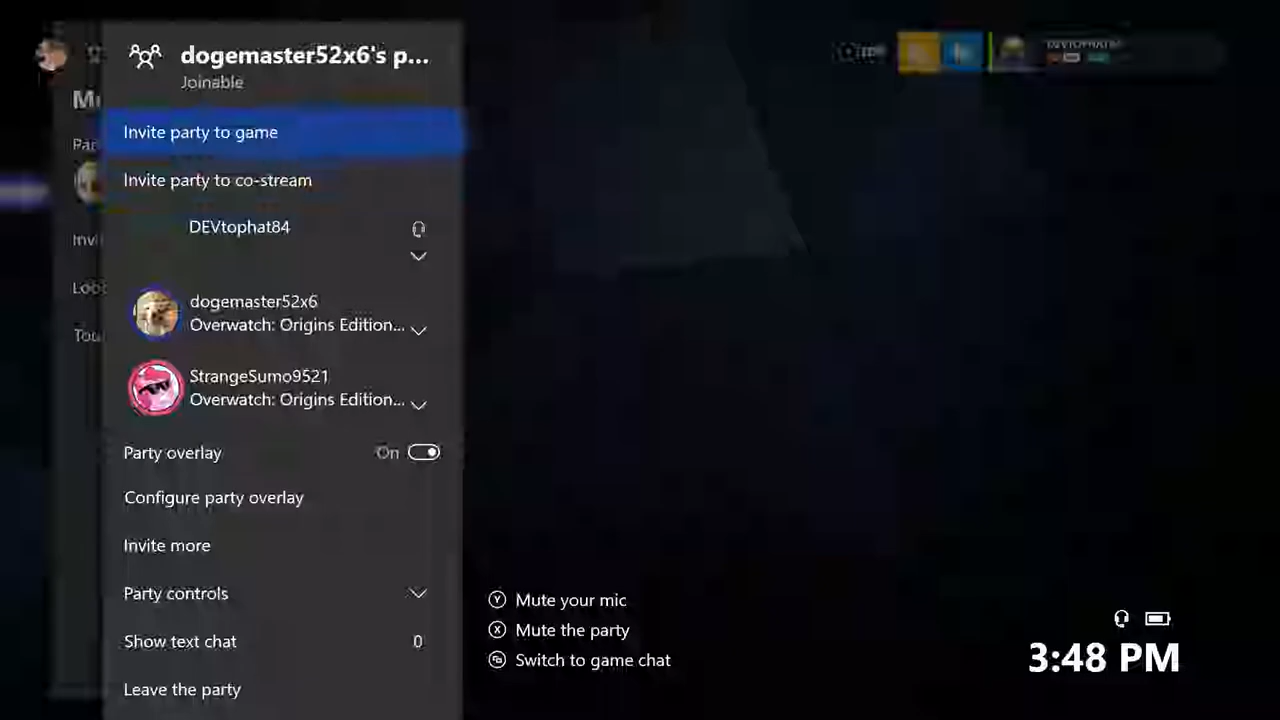 dogemaster52x6's p...
Joinable
Invite party to game
Invite party to co-stream
DEVtophat84
dogemaster52x6
Overwatch: Origins Edition...
StrangeSumo9521
Overwatch: Origins Edition...
Party overlay On
Configure party overlay
Invite more
Party controls
Show text chat 0
Leave the party
Y Mute your mic
X Mute the party
Switch to game chat
3:48 PM